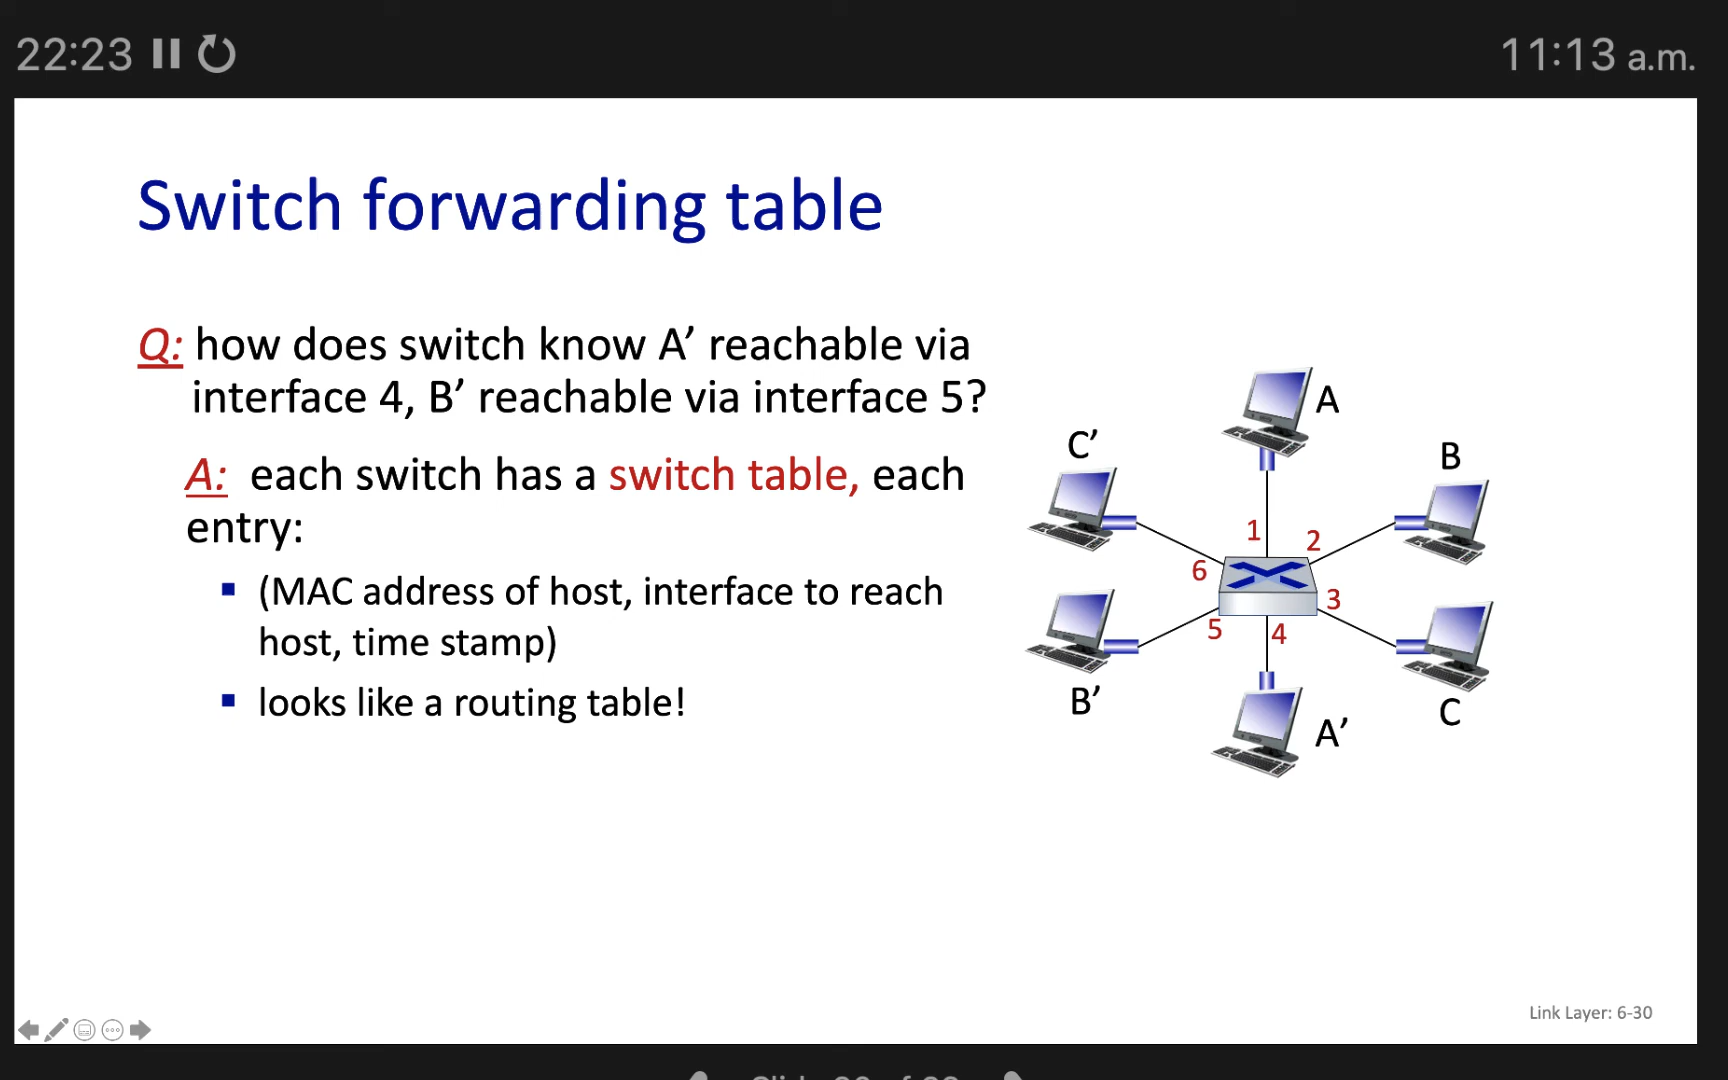 22:23
11:13 a.m.
Switch forwarding table
Q: how does switch know A’ reachable via
interface 4, B’ reachable via interface 5?
A: each switch has a switch table, each
entry:
(MAC address of host, interface to reach
host, time stamp)
looks like a routing table!
A
C’
B
1
2
6
3
5
4
B’
C
A’
Link Layer: 6-30